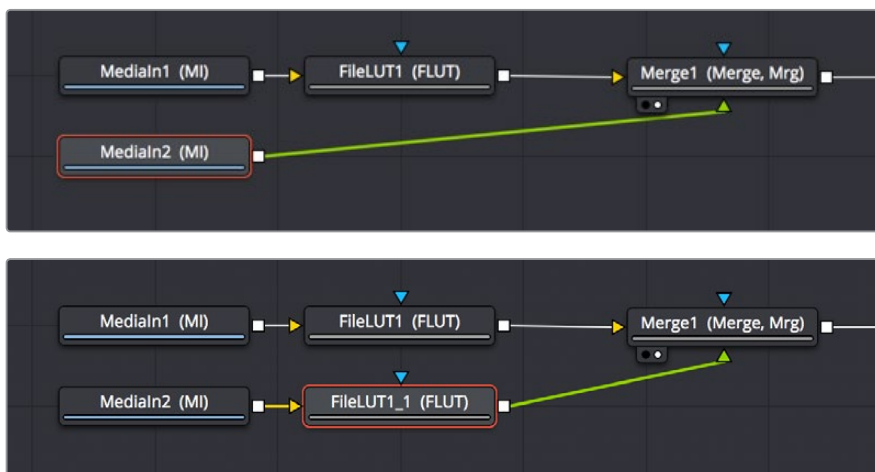 MediaIn1 (MI)
FileLUT1 (FLUT)
Merge1 (Merge, Mrg)
MediaIn2 (MI)
MediaIn1 (MI)
FileLUT1 (FLUT)
Merge1 (Merge, Mrg)
MediaIn2 (MI)
FileLUT1_1 (FLUT)